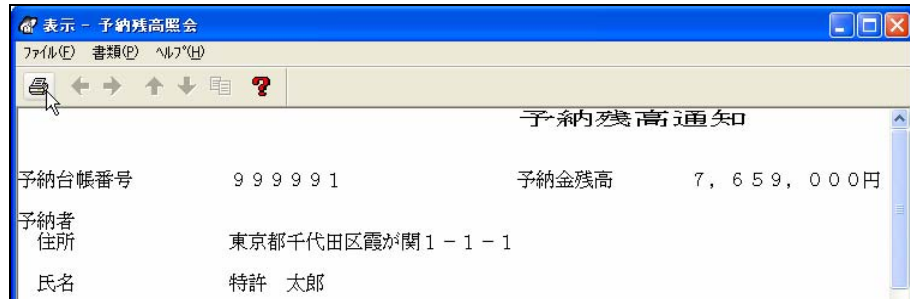 表示 - 予納残高照会
ファイル(F) 書類(P) ヘルプ(H)
予納残高通知
予納台帳番号 999991 予納金残高 7,659,000円
予納者
住所 東京都千代田区霞が関1-1-1
氏名 特許 太郎